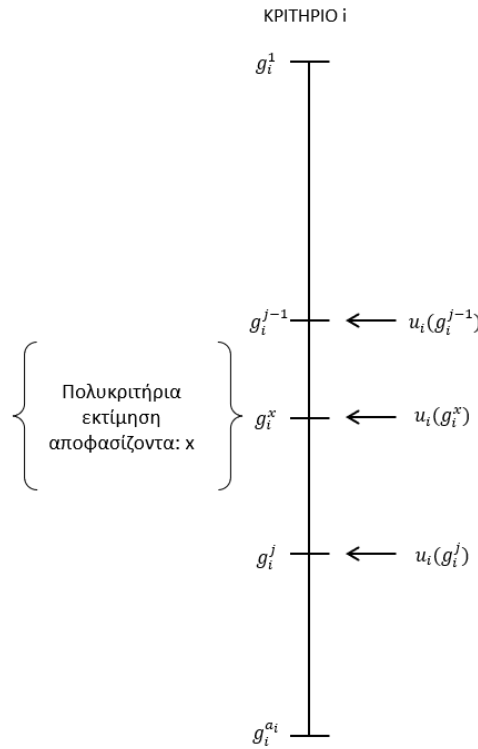 ΚΡΙΤΗΡΙΟ i
g_i^1
g_i^{j-1} u_i(g_i^{j-1})
Πολυκριτήρια
εκτίμηση
αποφασίζοντα: x
g_i^x u_i(g_i^x)
g_i^j u_i(g_i^j)
g_i^{a_i}